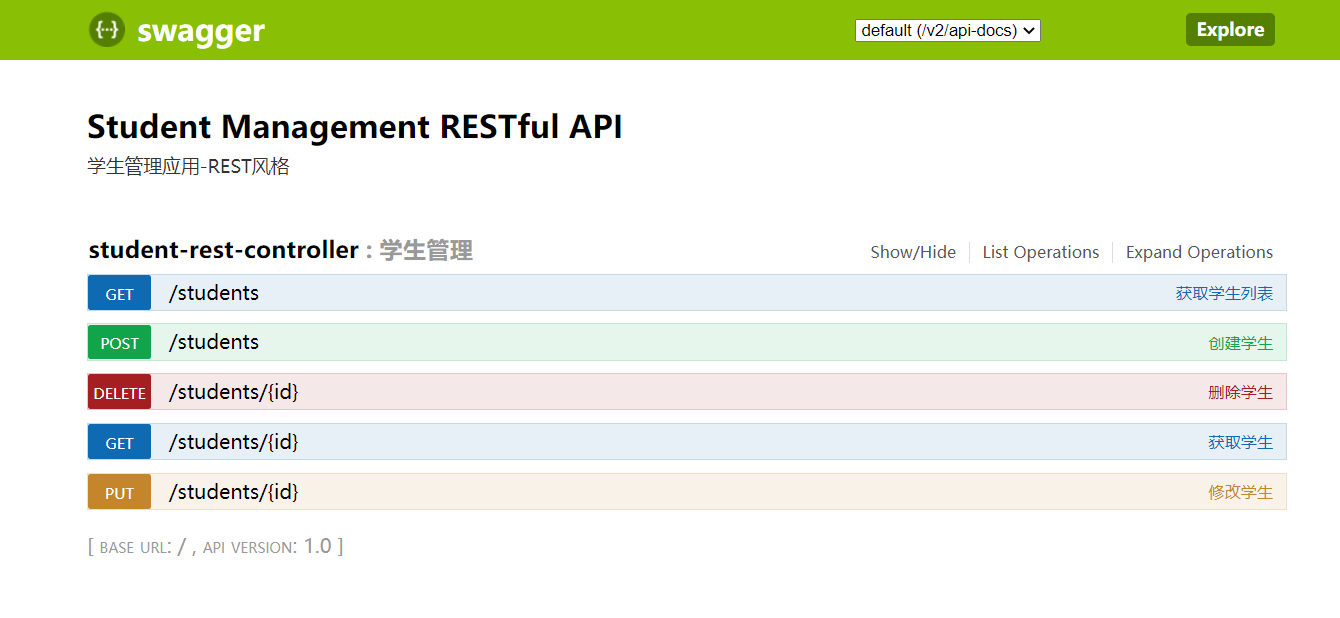 {···} swagger default (/v2/api-docs) Explore
Student Management RESTful API
学生管理应用-REST风格
student-rest-controller : 学生管理 Show/Hide List Operations Expand Operations
GET /students 获取学生列表
POST /students 创建学生
DELETE /students/{id} 删除学生
GET /students/{id} 获取学生
PUT /students/{id} 修改学生
[ BASE URL: / , API VERSION: 1.0 ]